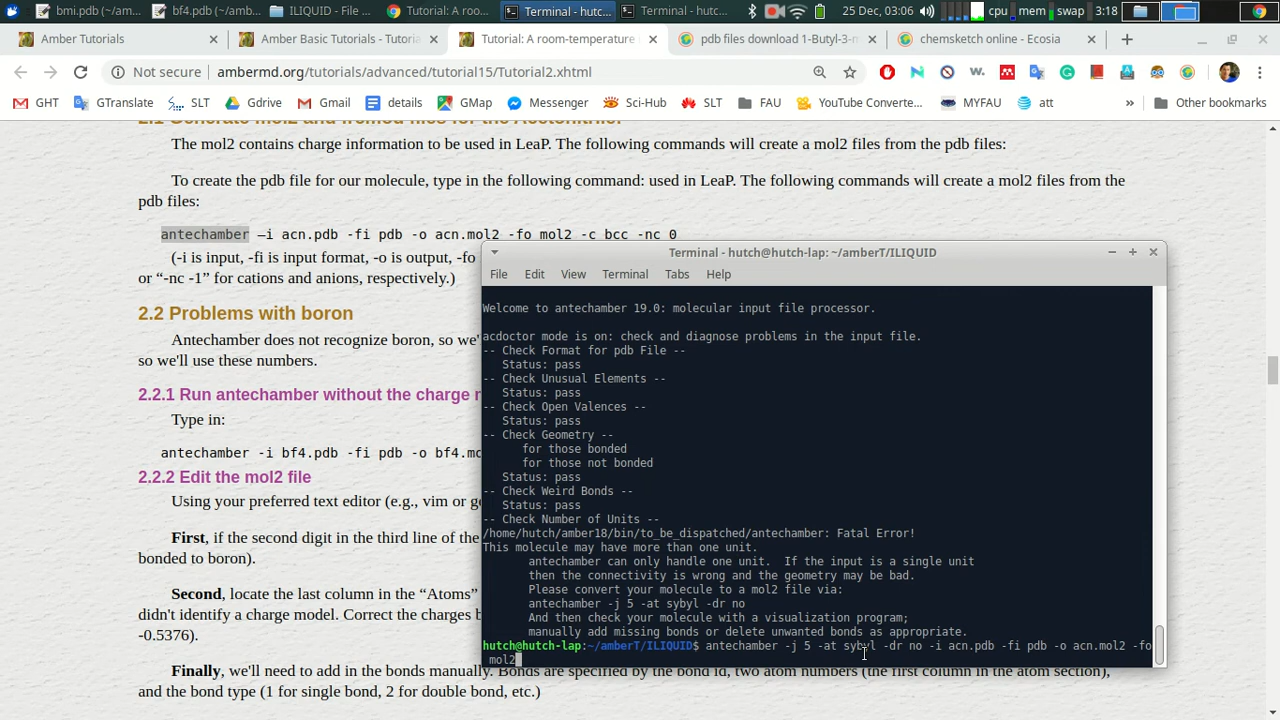 bmi.pdb (~/am...
bf4.pdb (~/am...
ILIQUID - File ...
Tutorial: A roo...
Terminal - hutc...
Terminal - hutc...
25 Dec, 03:06
cpu
mem
swap
3:18
Amber Tutorials
Amber Basic Tutorials - Tutoria
Tutorial: A room-temperature
pdb files download 1-Butyl-3-m
chemsketch online - Ecosia
Not secure
ambermd.org/tutorials/advanced/tutorial15/Tutorial2.xhtml
GHT
GTranslate
SLT
Gdrive
Gmail
details
GMap
Messenger
Sci-Hub
SLT
FAU
YouTube Converte...
MYFAU
att
»
Other bookmarks
2.1 Generate mol2 and frcmod files for the Acetonitrile
The mol2 contains charge information to be used in LeaP. The following commands will create a mol2 files from the pdb files:
To create the pdb file for our molecule, type in the following command: used in LeaP. The following commands will create a mol2 files from the
pdb files:
antechamber –i acn.pdb -fi pdb -o acn.mol2 -fo mol2 -c bcc -nc 0
(-i is input, -fi is input format, -o is output, -fo
or “-nc -1” for cations and anions, respectively.)
2.2 Problems with boron
Antechamber does not recognize boron, so we'
so we'll use these numbers.
2.2.1 Run antechamber without the charge
Type in:
antechamber -i bf4.pdb -fi pdb -o bf4.mo
2.2.2 Edit the mol2 file
Using your preferred text editor (e.g., vim or g
First, if the second digit in the third line of the
bonded to boron).
Second, locate the last column in the “Atoms”
didn't identify a charge model. Correct the charges b
-0.5376).
Finally, we'll need to add in the bonds manually. Bonds are specified by the bond id, two atom numbers (the first column in the atom section),
and the bond type (1 for single bond, 2 for double bond, etc.)
Terminal - hutch@hutch-lap: ~/amberT/ILIQUID
File Edit View Terminal Tabs Help
Welcome to antechamber 19.0: molecular input file processor.
acdoctor mode is on: check and diagnose problems in the input file.
-- Check Format for pdb File --
Status: pass
-- Check Unusual Elements --
Status: pass
-- Check Open Valences --
Status: pass
-- Check Geometry --
for those bonded
for those not bonded
Status: pass
-- Check Weird Bonds --
Status: pass
-- Check Number of Units --
/home/hutch/amber18/bin/to_be_dispatched/antechamber: Fatal Error!
This molecule may have more than one unit.
antechamber can only handle one unit.  If the input is a single unit
then the connectivity is wrong and the geometry may be bad.
Please convert your molecule to a mol2 file via:
antechamber -j 5 -at sybyl -dr no
And then check your molecule with a visualization program;
manually add missing bonds or delete unwanted bonds as appropriate.
hutch@hutch-lap:~/amberT/ILIQUID$ antechamber -j 5 -at sybyl -dr no -i acn.pdb -fi pdb -o acn.mol2 -fo
mol2